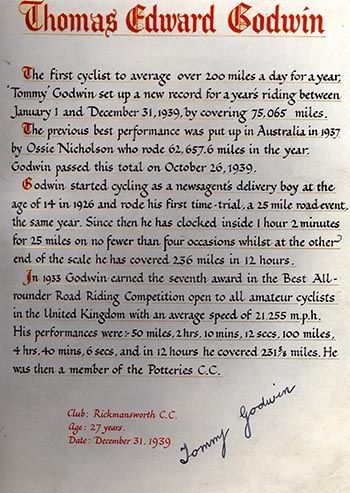 Thomas Edward Godwin
The first cyclist to average over 200 miles a day for a year,
'Tommy' Godwin set up a new record for a year's riding between
January 1 and December 31, 1939, by covering 75,065 miles.
The previous best performance was put up in Australia in 1937
by Ossie Nicholson who rode 62,657.6 miles in the year.
Godwin passed this total on October 26, 1939.
Godwin started cycling as a newsagent's delivery boy at the
age of 14 in 1926 and rode his first time-trial, a 25 mile road event,
the same year. Since then he has clocked inside 1 hour 2 minutes
for 25 miles on no fewer than four occasions whilst at the other
end of the scale he has covered 236 miles in 12 hours.
In 1933 Godwin earned the seventh award in the Best All-
rounder Road Riding Competition open to all amateur cyclists
in the United Kingdom with an average speed of 21.255 m.p.h.
His performances were:- 50 miles, 2 hrs, 10 mins, 12 secs, 100 miles,
4 hrs, 40 mins, 6 secs, and in 12 hours he covered 231⅝ miles. He
was then a member of the Potteries C.C.
Club: Rickmansworth C.C.
Age: 27 years.
Date: December 31. 1939.
Tommy Godwin